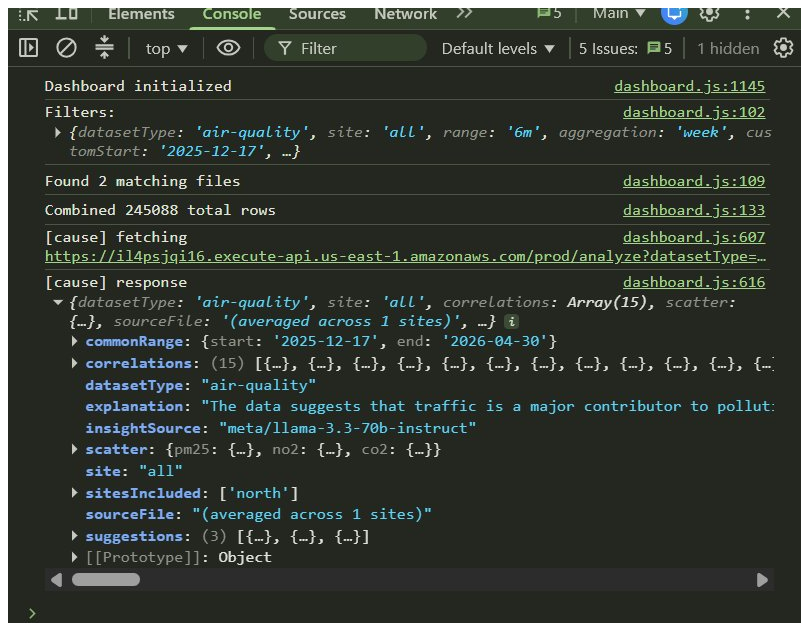 Elements Console Sources Network >> 5 Main
top Filter Default levels 5 Issues: 5 1 hidden
Dashboard initialized dashboard.js:1145
Filters: dashboard.js:102
{datasetType: 'air-quality', site: 'all', range: '6m', aggregation: 'week', cus
tomStart: '2025-12-17', …}
Found 2 matching files dashboard.js:109
Combined 245088 total rows dashboard.js:133
[cause] fetching dashboard.js:607
https://il4psjqi16.execute-api.us-east-1.amazonaws.com/prod/analyze?datasetType=…
[cause] response dashboard.js:616
{datasetType: 'air-quality', site: 'all', correlations: Array(15), scatter:
{…}, sourceFile: '(averaged across 1 sites)', …} i
commonRange: {start: '2025-12-17', end: '2026-04-30'}
correlations: (15) [{…}, {…}, {…}, {…}, {…}, {…}, {…}, {…}, {…}, {…}, {…}, {…
datasetType: "air-quality"
explanation: "The data suggests that traffic is a major contributor to polluti
insightSource: "meta/llama-3.3-70b-instruct"
scatter: {pm25: {…}, no2: {…}, co2: {…}}
site: "all"
sitesIncluded: ['north']
sourceFile: "(averaged across 1 sites)"
suggestions: (3) [{…}, {…}, {…}]
[[Prototype]]: Object
>